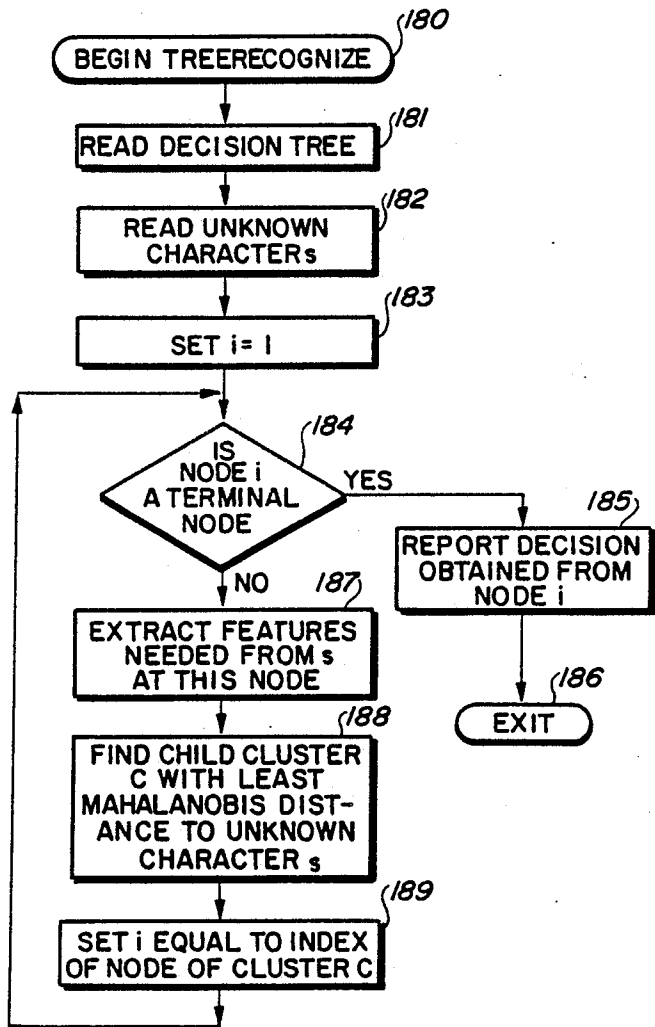 180
BEGIN TREERECOGNIZE
181
READ DECISION TREE
182
READ UNKNOWN
CHARACTER s
183
SET i = 1
184
IS
NODE i
A TERMINAL
NODE
YES
NO
185
REPORT DECISION
OBTAINED FROM
NODE i
186
EXIT
187
EXTRACT FEATURES
NEEDED FROM s
AT THIS NODE
188
FIND CHILD CLUSTER
C WITH LEAST
MAHALANOBIS DIST-
ANCE TO UNKNOWN
CHARACTER s
189
SET i EQUAL TO INDEX
OF NODE OF CLUSTER C